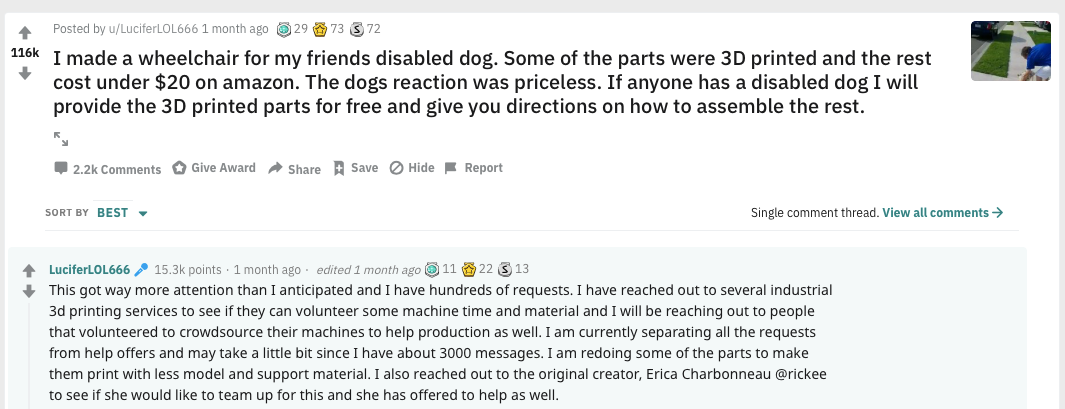 Posted by u/LuciferLOL666 1 month ago 29 73 72
116k
I made a wheelchair for my friends disabled dog. Some of the parts were 3D printed and the rest
cost under $20 on amazon. The dogs reaction was priceless. If anyone has a disabled dog I will
provide the 3D printed parts for free and give you directions on how to assemble the rest.
2.2k Comments Give Award Share Save Hide Report
SORT BY BEST Single comment thread. View all comments
LuciferLOL666 15.3k points · 1 month ago · edited 1 month ago 11 22 13
This got way more attention than I anticipated and I have hundreds of requests. I have reached out to several industrial
3d printing services to see if they can volunteer some machine time and material and I will be reaching out to people
that volunteered to crowdsource their machines to help production as well. I am currently separating all the requests
from help offers and may take a little bit since I have about 3000 messages. I am redoing some of the parts to make
them print with less model and support material. I also reached out to the original creator, Erica Charbonneau @rickee
to see if she would like to team up for this and she has offered to help as well.